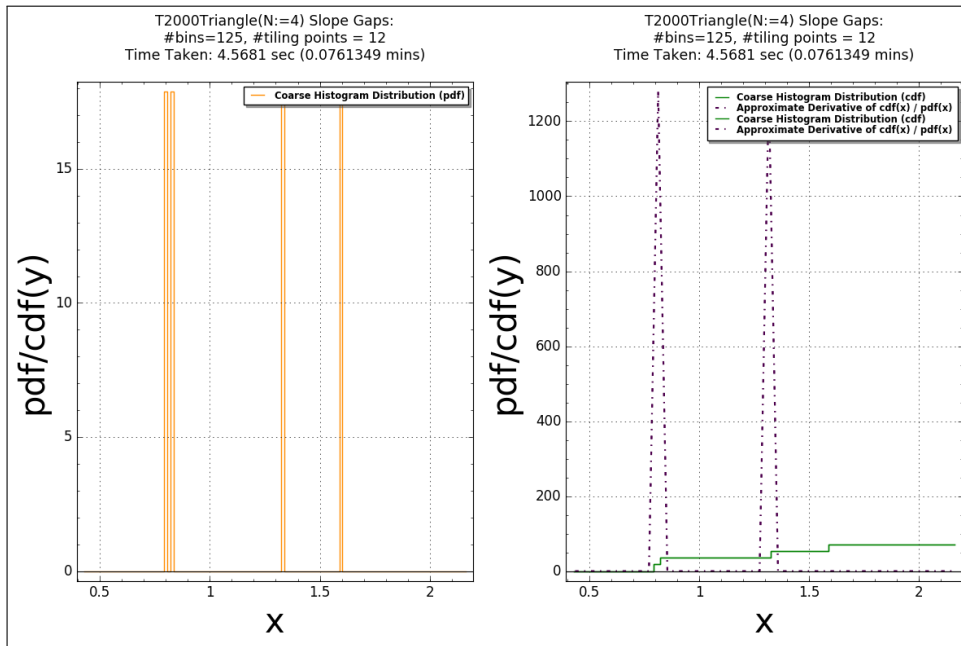 T2000Triangle(N:=4) Slope Gaps:
#bins=125, #tiling points = 12
Time Taken: 4.5681 sec (0.0761349 mins)
Coarse Histogram Distribution (pdf)
15
10
5
0
pdf/cdf(y)
0.5
1
1.5
2
x
T2000Triangle(N:=4) Slope Gaps:
#bins=125, #tiling points = 12
Time Taken: 4.5681 sec (0.0761349 mins)
Coarse Histogram Distribution (cdf)
Approximate Derivative of cdf(x) / pdf(x)
Coarse Histogram Distribution (cdf)
Approximate Derivative of cdf(x) / pdf(x)
1200
1000
800
600
400
200
0
pdf/cdf(y)
0.5
1
1.5
2
x